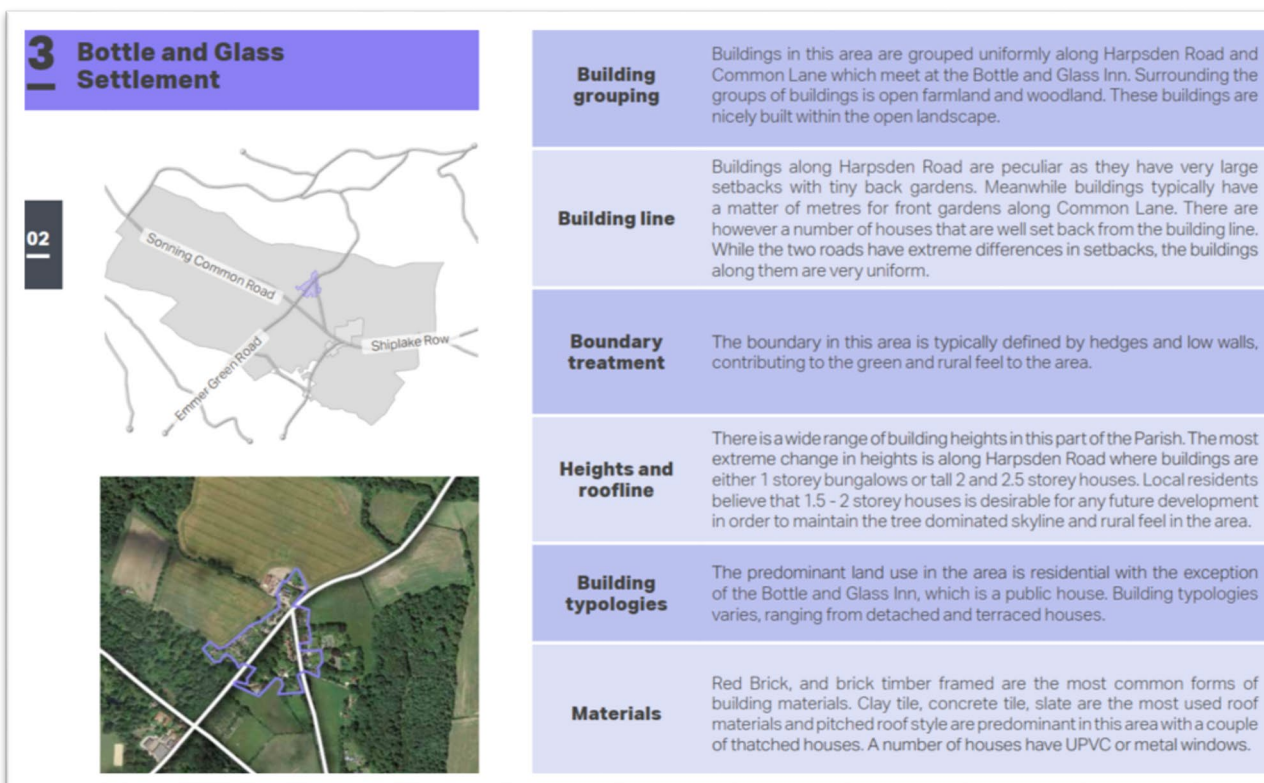 3 Bottle and Glass
Settlement
02
Sonning Common Road
Shiplake Row
Emmer Green Road
Building
grouping
Buildings in this area are grouped uniformly along Harpsden Road and
Common Lane which meet at the Bottle and Glass Inn. Surrounding the
groups of buildings is open farmland and woodland. These buildings are
nicely built within the open landscape.
Building line
Buildings along Harpsden Road are peculiar as they have very large
setbacks with tiny back gardens. Meanwhile buildings typically have
a matter of metres for front gardens along Common Lane. There are
however a number of houses that are well set back from the building line.
While the two roads have extreme differences in setbacks, the buildings
along them are very uniform.
Boundary
treatment
The boundary in this area is typically defined by hedges and low walls,
contributing to the green and rural feel to the area.
Heights and
roofline
There is a wide range of building heights in this part of the Parish. The most
extreme change in heights is along Harpsden Road where buildings are
either 1 storey bungalows or tall 2 and 2.5 storey houses. Local residents
believe that 1.5 - 2 storey houses is desirable for any future development
in order to maintain the tree dominated skyline and rural feel in the area.
Building
typologies
The predominant land use in the area is residential with the exception
of the Bottle and Glass Inn, which is a public house. Building typologies
varies, ranging from detached and terraced houses.
Materials
Red Brick, and brick timber framed are the most common forms of
building materials. Clay tile, concrete tile, slate are the most used roof
materials and pitched roof style are predominant in this area with a couple
of thatched houses. A number of houses have UPVC or metal windows.